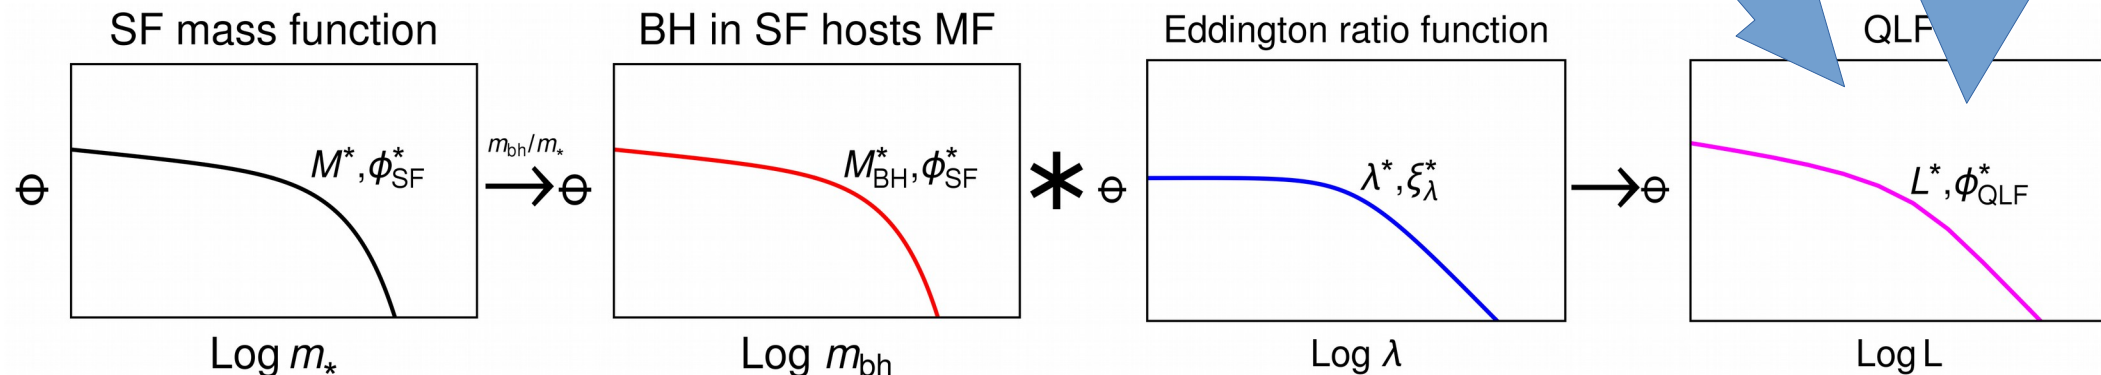 SF mass function
BH in SF hosts MF
Eddington ratio function
QLF
Φ
M*,ϕ*SF
mbh/m*
Φ
M*BH,ϕ*SF
*
Φ
λ*,ξ*λ
Φ
L*,ϕ*QLF
Log m*
Log mbh
Log λ
Log L